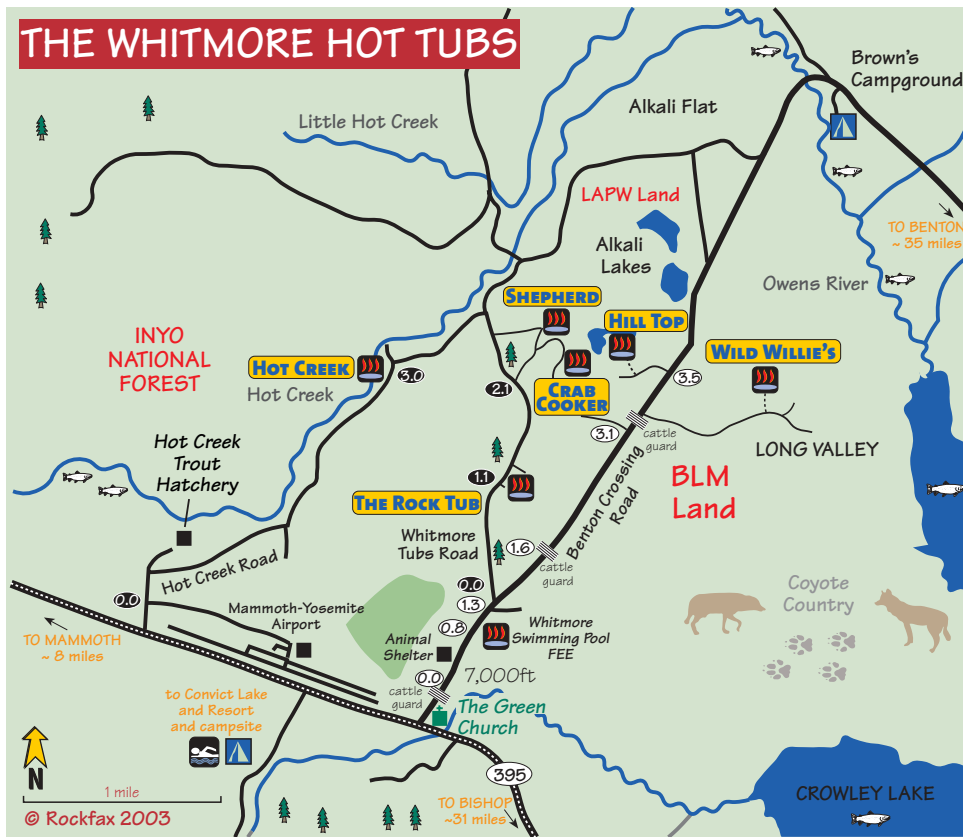 THE WHITMORE HOT TUBS
Brown's
Campground
Alkali Flat
Little Hot Creek
LAPW Land
TO BENTON
~ 35 miles
Alkali
Lakes
Owens River
SHEPHERD
HILL TOP
INYO
NATIONAL
FOREST
WILD WILLIE'S
HOT CREEK
Hot Creek
3.0
3.5
2.1
CRAB
COOKER
3.1
cattle
guard
LONG VALLEY
Hot Creek
Trout
Hatchery
1.1
THE ROCK TUB
BLM
Land
Benton Crossing
Road
Whitmore
Tubs Road
1.6
cattle
guard
Hot Creek Road
0.0
0.0
1.3
Coyote
Country
Mammoth-Yosemite
Airport
0.8
Whitmore
Swimming Pool
FEE
TO MAMMOTH
~ 8 miles
Animal
Shelter
0.0
7,000ft
cattle
guard
to Convict Lake
and Resort
and campsite
The Green
Church
N
395
1 mile
CROWLEY LAKE
TO BISHOP
~31 miles
© Rockfax 2003